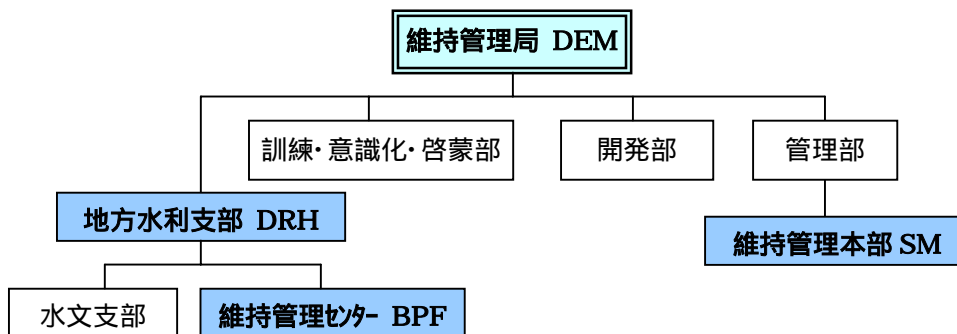 維持管理局 DEM
訓練・意識化・啓蒙部
開発部
管理部
地方水利支部 DRH
維持管理本部 SM
水文支部
維持管理ｾﾝﾀｰ BPF